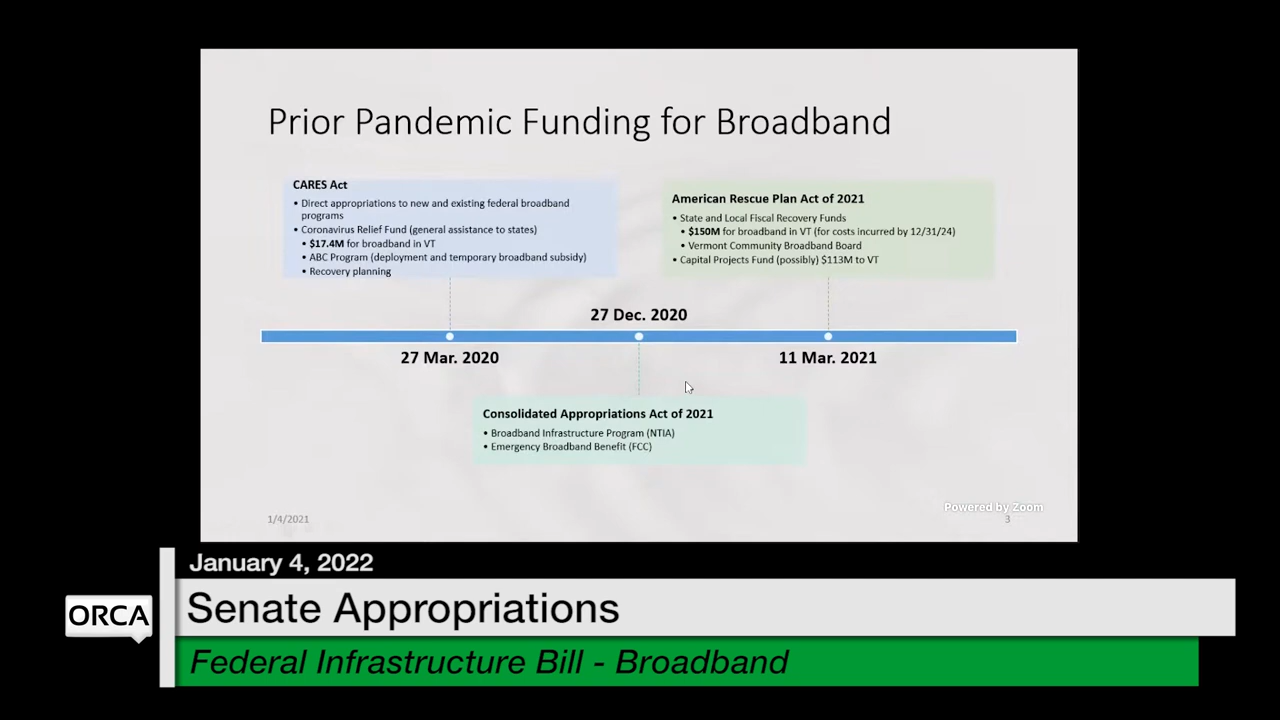 Prior Pandemic Funding for Broadband
CARES Act
• Direct appropriations to new and existing federal broadband
programs
• Coronavirus Relief Fund (general assistance to states)
• $17.4M for broadband in VT
• ABC Program (deployment and temporary broadband subsidy)
• Recovery planning
American Rescue Plan Act of 2021
• State and Local Fiscal Recovery Funds
• $150M for broadband in VT (for costs incurred by 12/31/24)
• Vermont Community Broadband Board
• Capital Projects Fund (possibly) $113M to VT
27 Dec. 2020
27 Mar. 2020
11 Mar. 2021
Consolidated Appropriations Act of 2021
• Broadband Infrastructure Program (NTIA)
• Emergency Broadband Benefit (FCC)
Powered by Zoom
1/4/2021
3
January 4, 2022
ORCA
Senate Appropriations
Federal Infrastructure Bill - Broadband